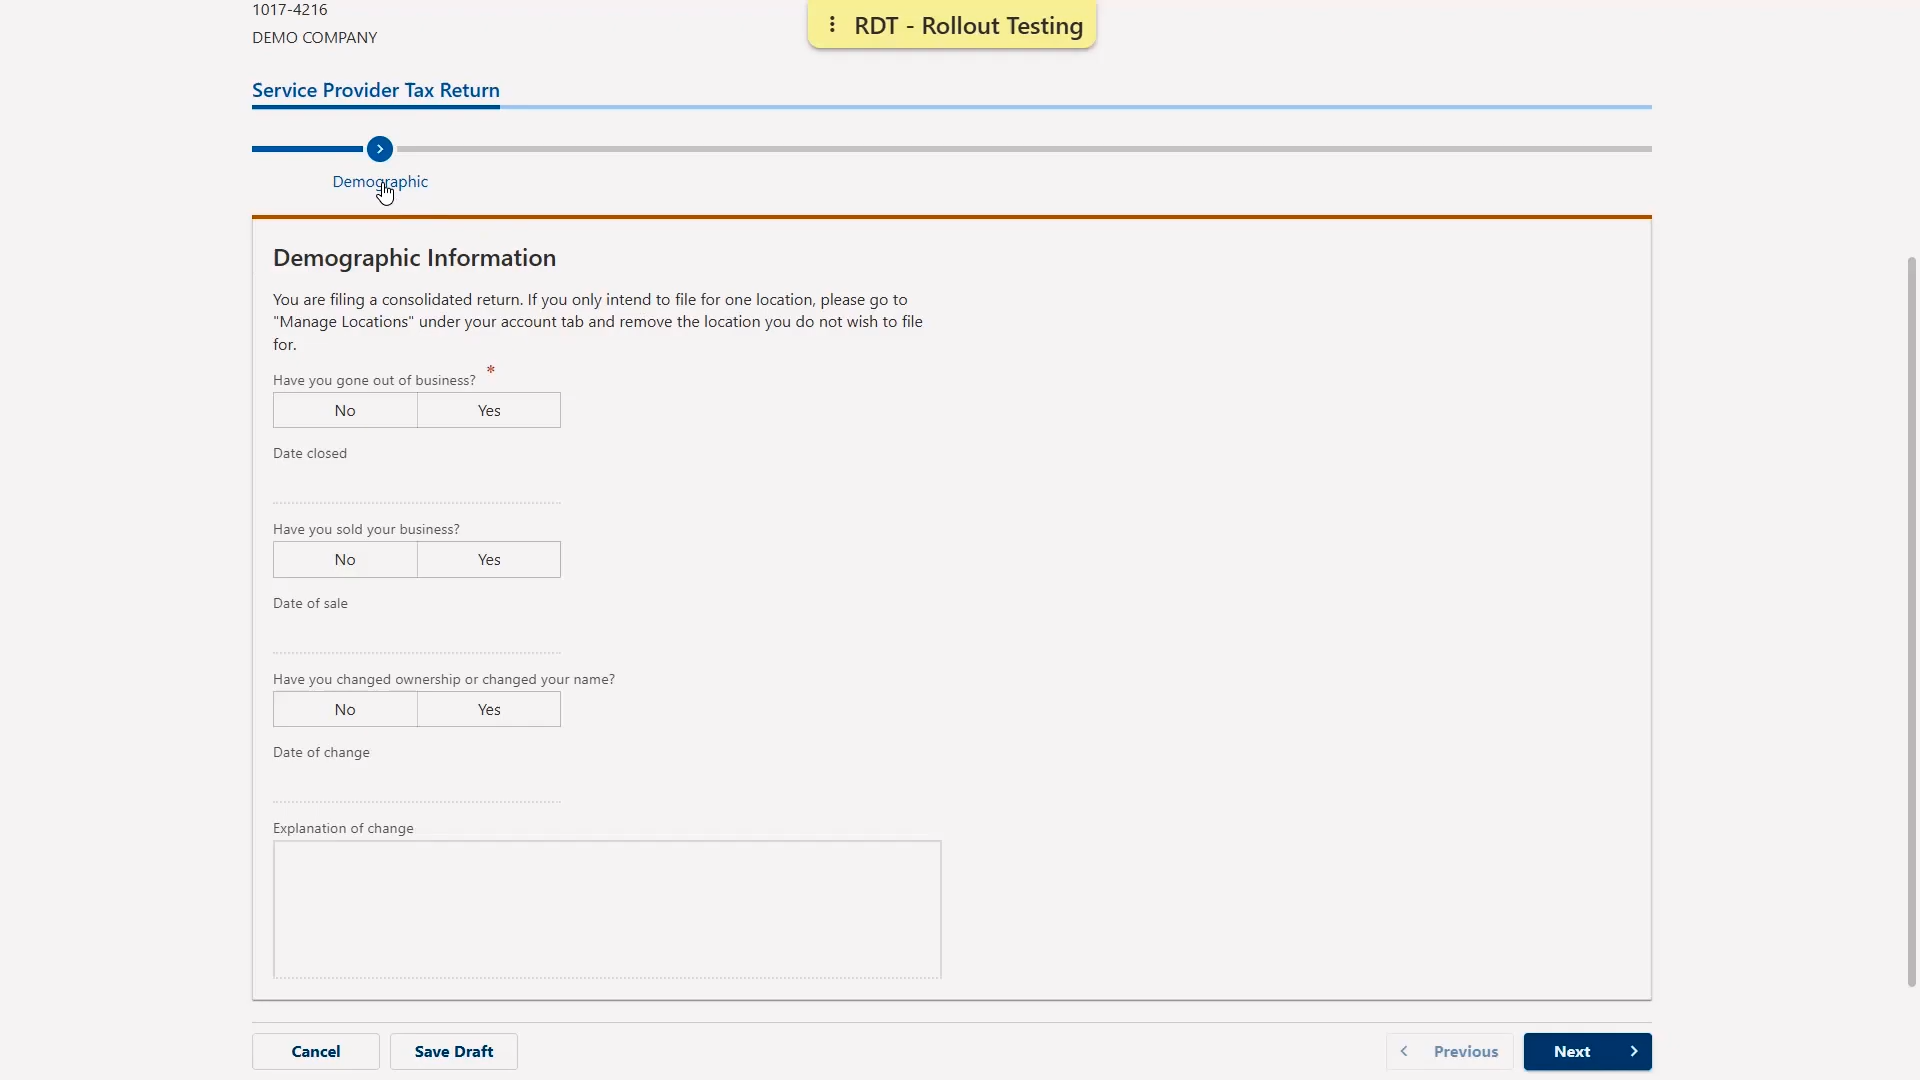 1017-4216
DEMO COMPANY
RDT - Rollout Testing
Service Provider Tax Return
Demographic
Demographic Information
You are filing a consolidated return. If you only intend to file for one location, please go to
"Manage Locations" under your account tab and remove the location you do not wish to file
for.
Have you gone out of business? *
No Yes
Date closed
Have you sold your business?
No Yes
Date of sale
Have you changed ownership or changed your name?
No Yes
Date of change
Explanation of change
Cancel Save Draft Previous Next